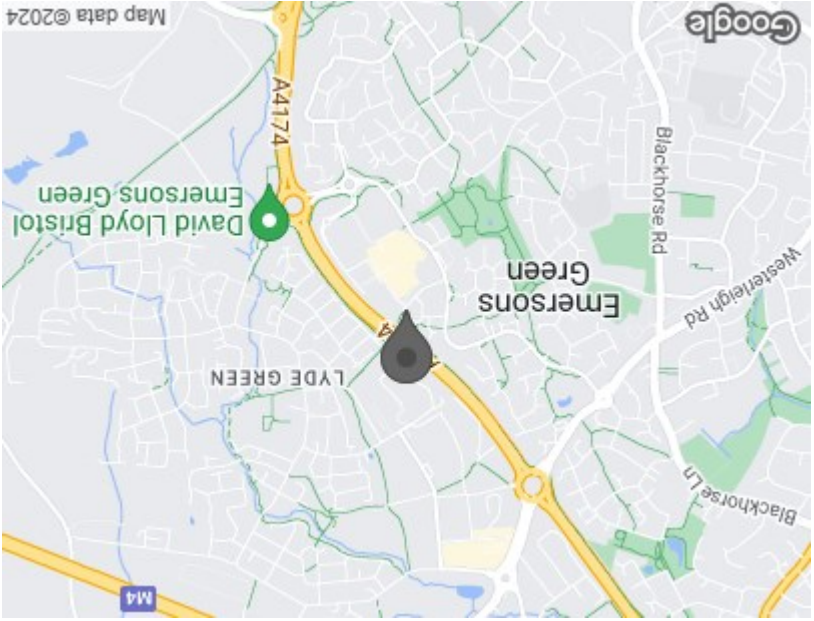 M4
Blackhorse Ln
LYDE GREEN
Westerleigh Rd
Emersons
Green
David Lloyd Bristol
Emersons Green
Blackhorse Rd
A4174
Google
Map data ©2024